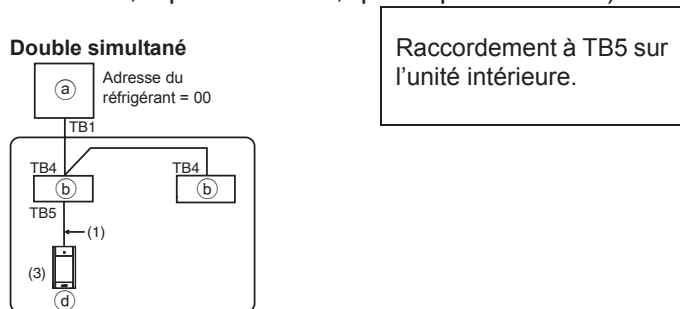 Double simultané
ⓐ
Adresse du
réfrigérant = 00
TB1
TB4
TB4
ⓑ
ⓑ
TB5
(1)
(3)
ⓓ
Raccordement à TB5 sur
l’unité intérieure.